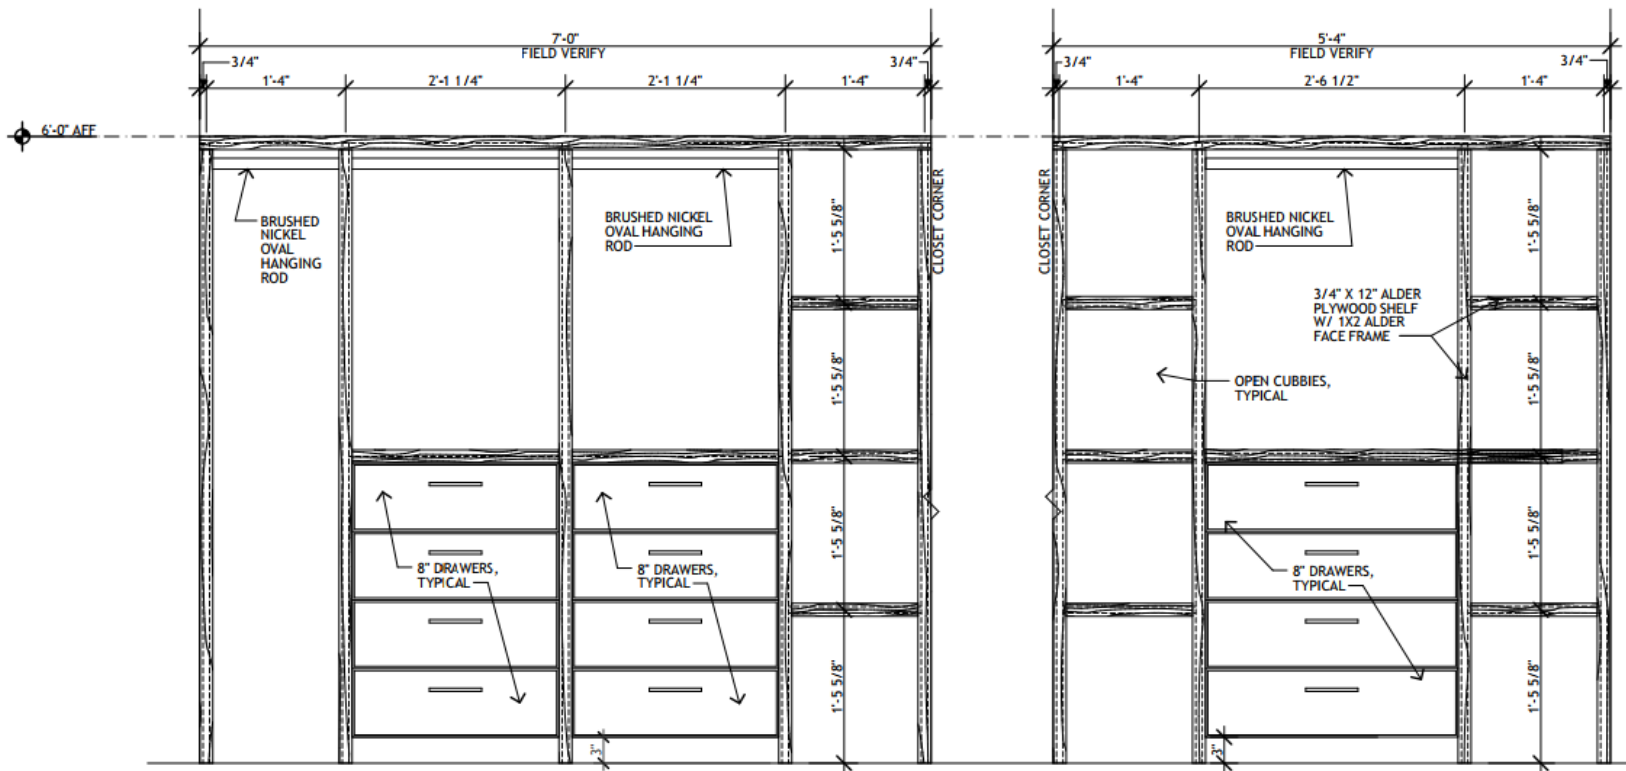 7'-0"
FIELD VERIFY
3/4"
3/4"
1'-4"
2'-1 1/4"
2'-1 1/4"
1'-4"
5'-4"
FIELD VERIFY
3/4"
3/4"
1'-4"
2'-6 1/2"
1'-4"
6'-0" AFF
BRUSHED
NICKEL
OVAL
HANGING
ROD
BRUSHED NICKEL
OVAL HANGING
ROD
1'-5 5/8"
1'-5 5/8"
1'-5 5/8"
1'-5 5/8"
CLOSET CORNER
8" DRAWERS,
TYPICAL
8" DRAWERS,
TYPICAL
3"
CLOSET CORNER
BRUSHED NICKEL
OVAL HANGING
ROD
3/4" X 12" ALDER
PLYWOOD SHELF
W/ 1X2 ALDER
FACE FRAME
OPEN CUBBIES,
TYPICAL
8" DRAWERS,
TYPICAL
1'-5 5/8"
1'-5 5/8"
1'-5 5/8"
1'-5 5/8"
3"